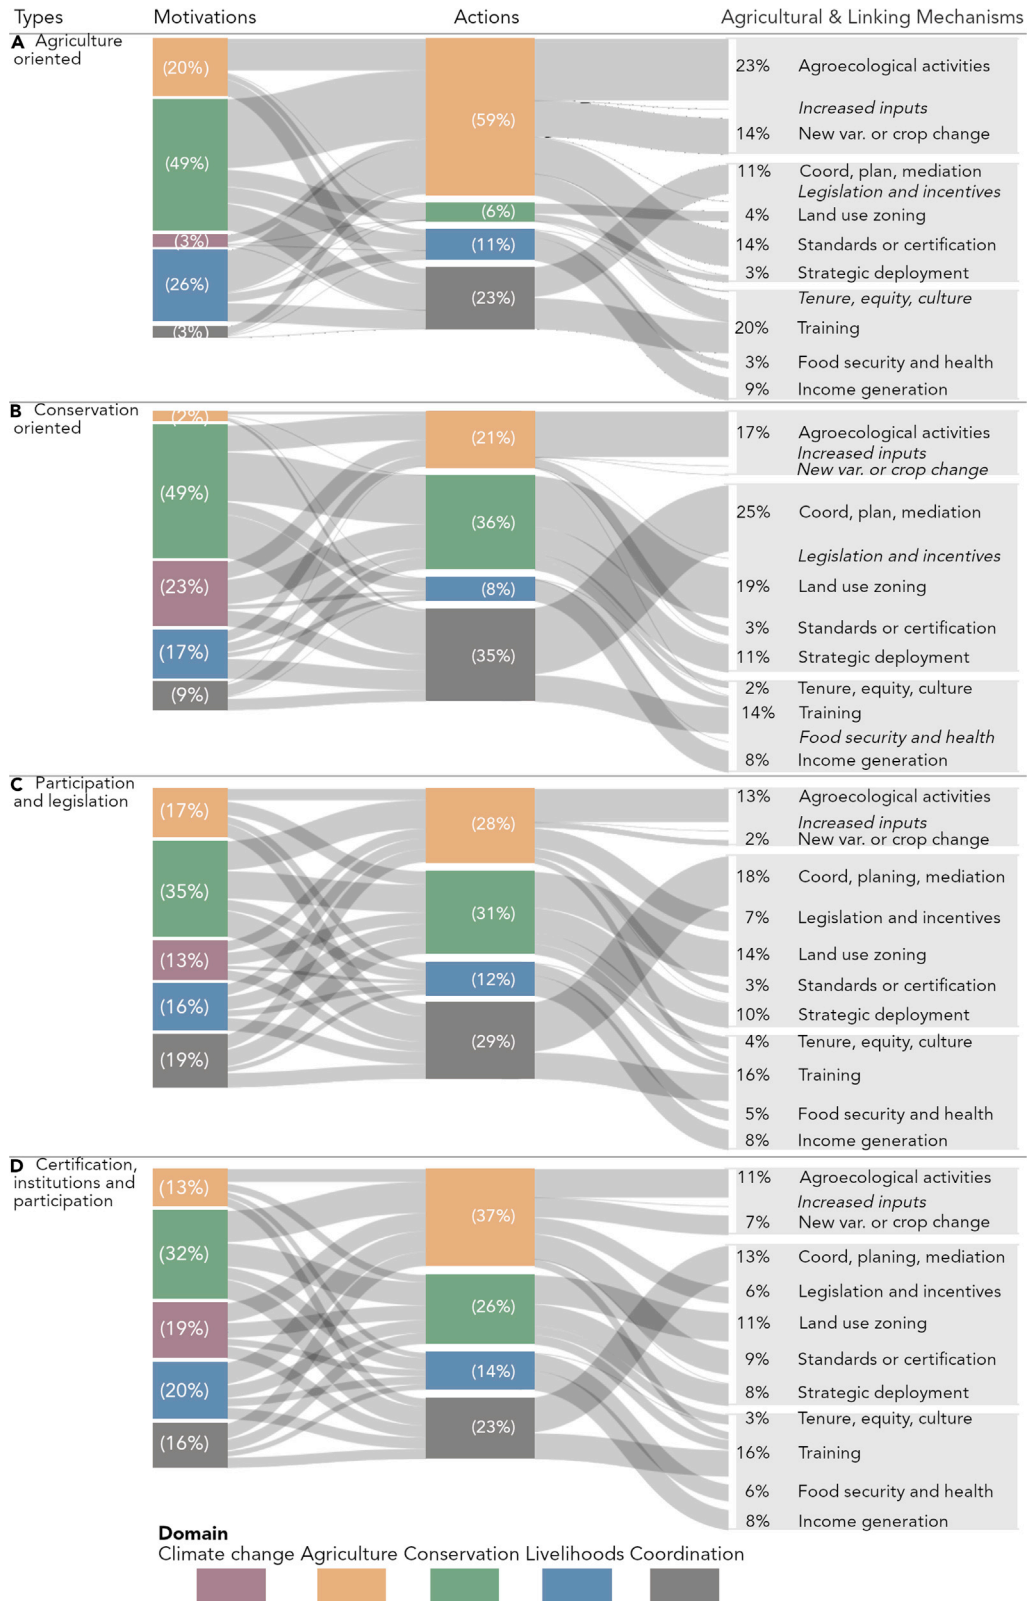 Types Motivations Actions Agricultural & Linking Mechanisms
A Agriculture
oriented
(20%)
(49%)
(3%)
(26%)
(3%)
(59%)
(6%)
(11%)
(23%)
23% Agroecological activities
Increased inputs
14% New var. or crop change
11% Coord, plan, mediation
Legislation and incentives
4% Land use zoning
14% Standards or certification
3% Strategic deployment
Tenure, equity, culture
20% Training
3% Food security and health
9% Income generation
B Conservation
oriented
(2%)
(49%)
(23%)
(17%)
(9%)
(21%)
(36%)
(8%)
(35%)
17% Agroecological activities
Increased inputs
New var. or crop change
25% Coord, plan, mediation
Legislation and incentives
19% Land use zoning
3% Standards or certification
11% Strategic deployment
2% Tenure, equity, culture
14% Training
Food security and health
8% Income generation
C Participation
and legislation
(17%)
(35%)
(13%)
(16%)
(19%)
(28%)
(31%)
(12%)
(29%)
13% Agroecological activities
Increased inputs
2% New var. or crop change
18% Coord, planing, mediation
7% Legislation and incentives
14% Land use zoning
3% Standards or certification
10% Strategic deployment
4% Tenure, equity, culture
16% Training
5% Food security and health
8% Income generation
D Certification,
institutions and
participation
(13%)
(32%)
(19%)
(20%)
(16%)
(37%)
(26%)
(14%)
(23%)
11% Agroecological activities
Increased inputs
7% New var. or crop change
13% Coord, planing, mediation
6% Legislation and incentives
11% Land use zoning
9% Standards or certification
8% Strategic deployment
3% Tenure, equity, culture
16% Training
6% Food security and health
8% Income generation
Domain
Climate change Agriculture Conservation Livelihoods Coordination